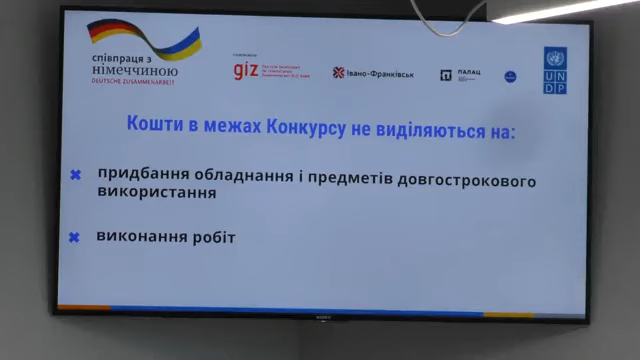 співпраця з
німеччиною
DEUTSCHE ZUSAMMENARBEIT
giz
Івано-Франківськ
ПАЛАЦ
U N
D P
Кошти в межах Конкурсу не виділяються на:
придбання обладнання і предметів довгострокового
використання
виконання робіт